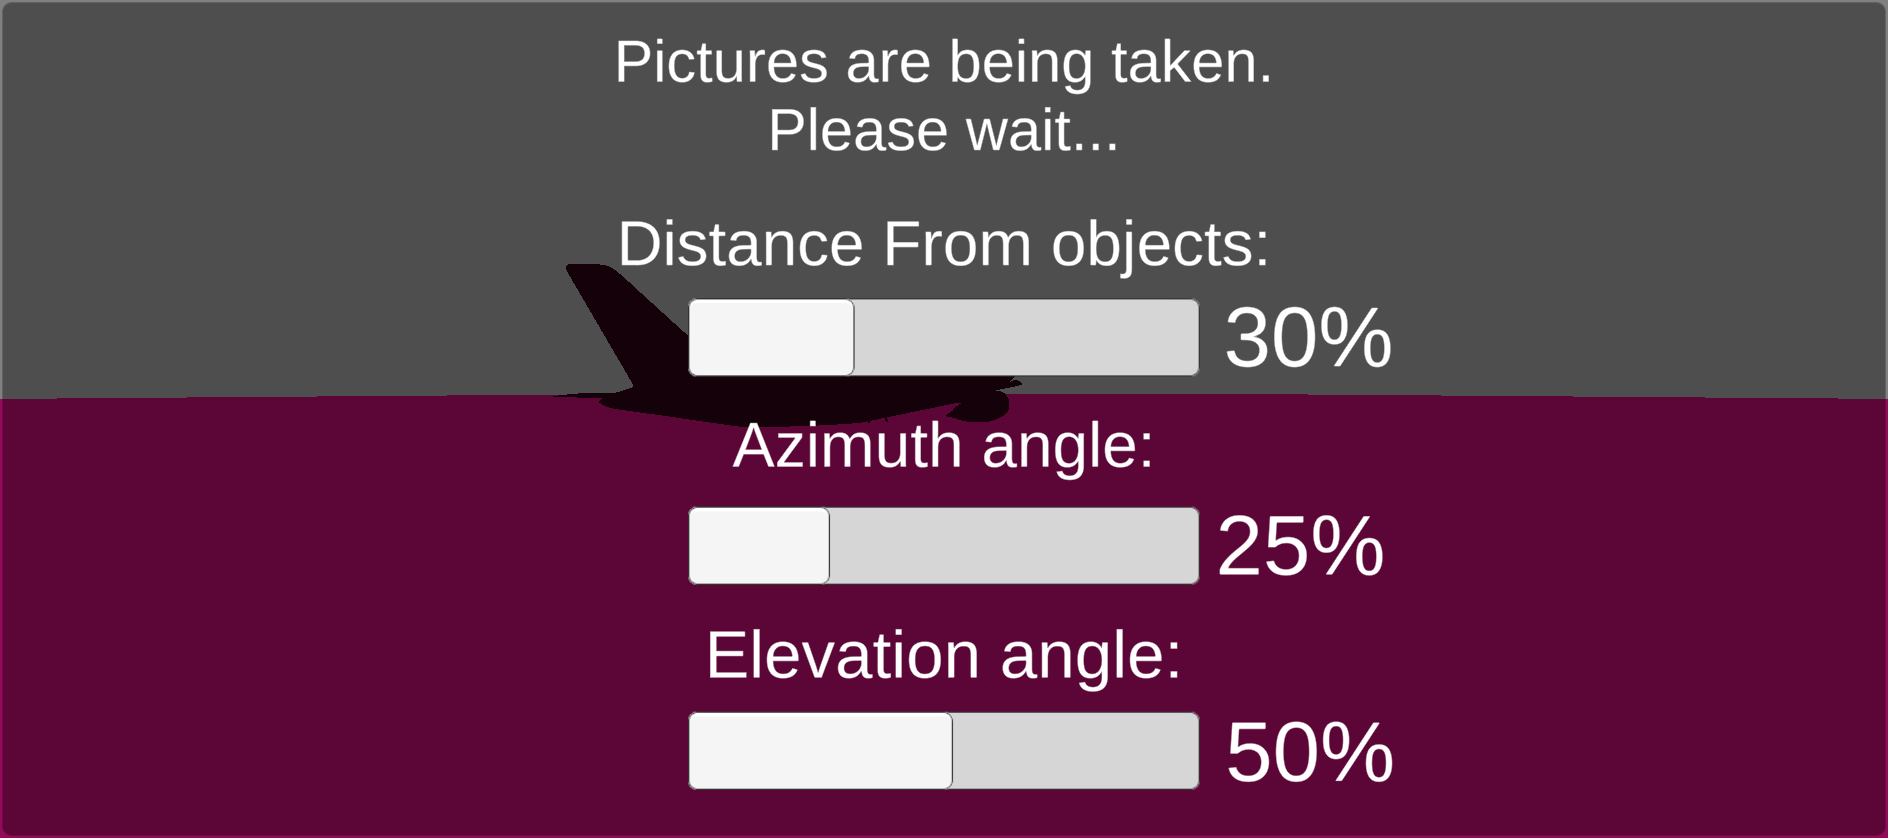 Pictures are being taken.
Please wait...
Distance From objects:
30%
Azimuth angle:
25%
Elevation angle:
50%